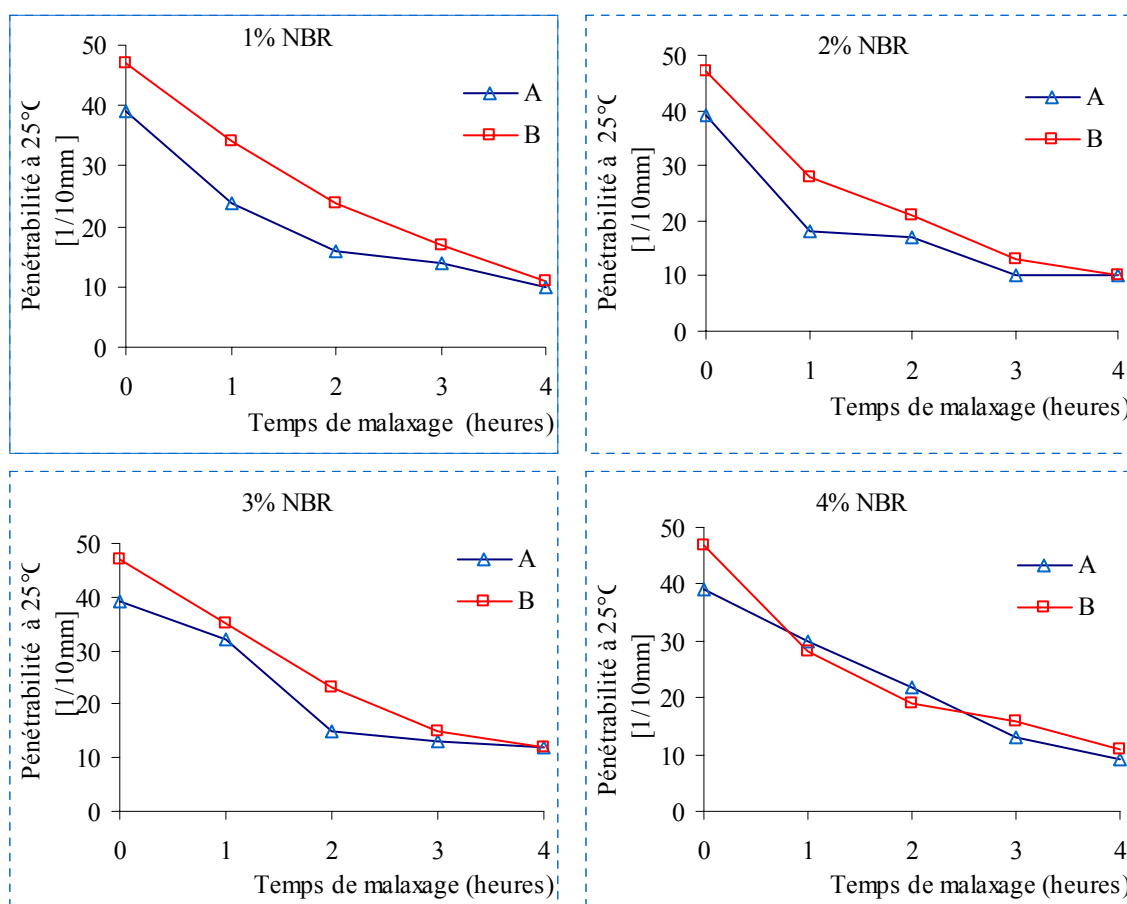 1% NBR
Pénétrabilité à 25°C
[1/10mm ]
50
40
30
20
10
0
A
B
0 1 2 3 4
Temps de malaxage (heures)
2% NBR
Pénétrabilité à 25°C
[1/10mm]
50
40
30
20
10
0
A
B
0 1 2 3 4
Temps de malaxage (heures)
3% NBR
Pénétrabilité à 25°C
[1/10mm]
50
40
30
20
10
0
A
B
0 1 2 3 4
Temps de malaxage (heures)
4% NBR
Pénétrabilité à 25°C
[1/10mm]
50
40
30
20
10
0
A
B
0 1 2 3 4
Temps de malaxage (heures)